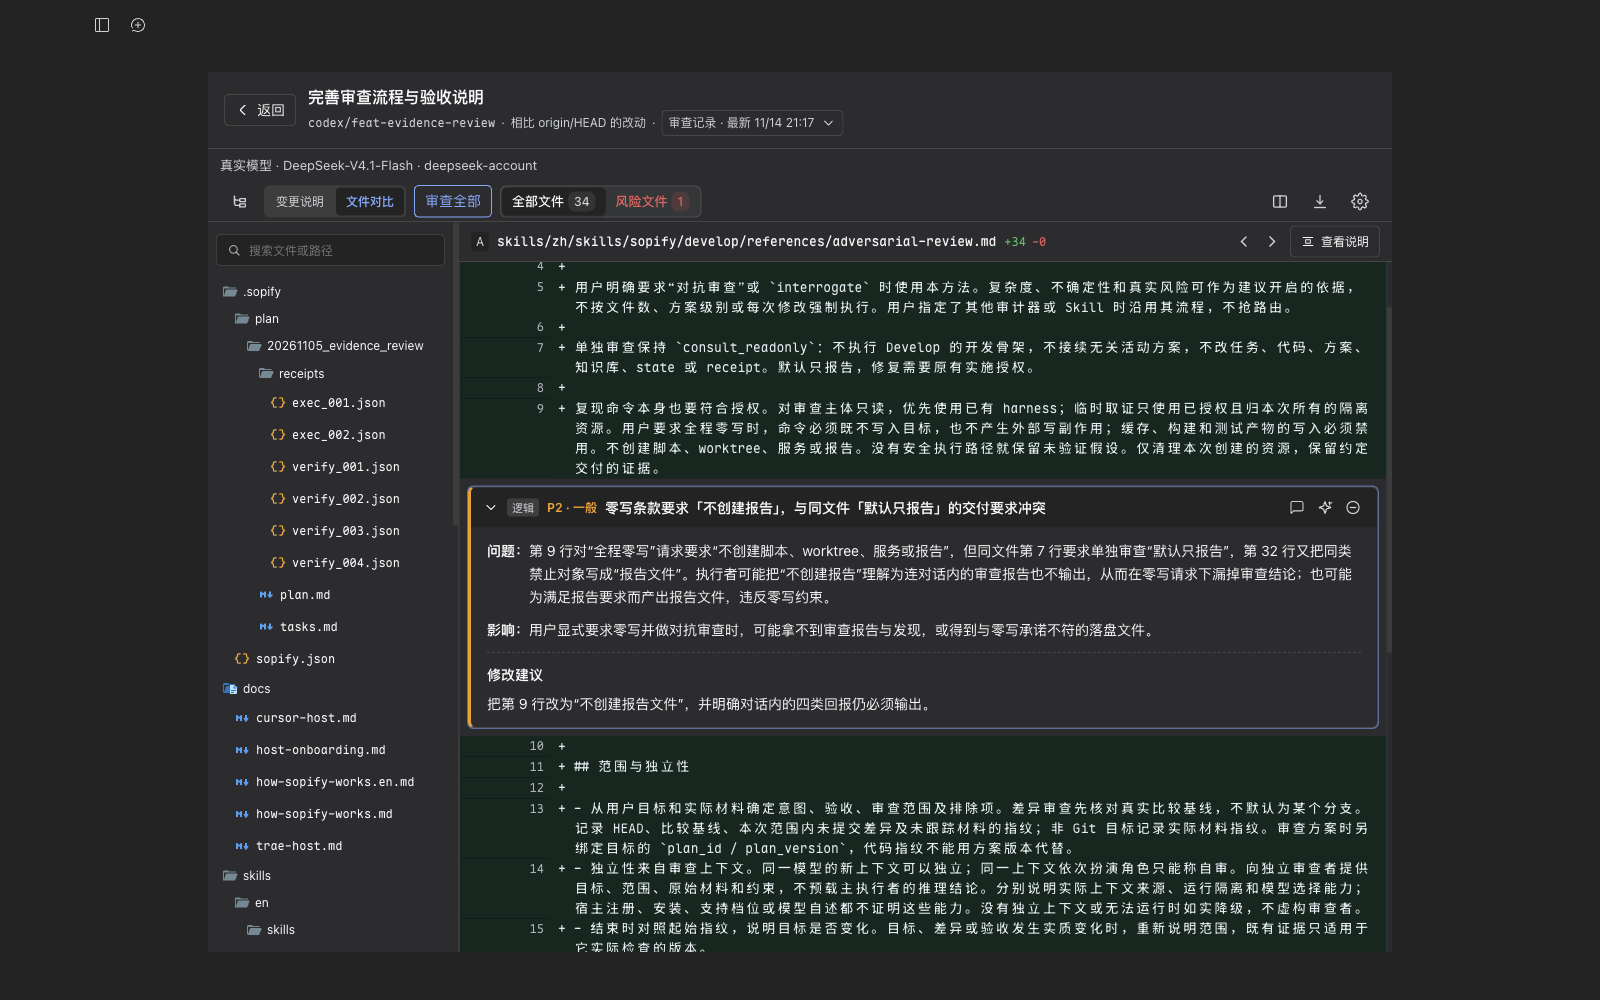 返回
完善审查流程与验收说明
codex/feat-evidence-review · 相比 origin/HEAD 的改动 · 审查记录 · 最新 11/14 21:17
真实模型 · DeepSeek-V4.1-Flash · deepseek-account
变更说明 文件对比 审查全部 全部文件 34 风险文件 1
搜索文件或路径
.sopify
plan
20261105_evidence_review
receipts
exec_001.json
exec_002.json
verify_001.json
verify_002.json
verify_003.json
verify_004.json
plan.md
tasks.md
sopify.json
docs
cursor-host.md
host-onboarding.md
how-sopify-works.en.md
how-sopify-works.md
trae-host.md
skills
en
skills
A skills/zh/skills/sopify/develop/references/adversarial-review.md +34 -0 查看说明
4 +
5 + 用户明确要求“对抗审查”或 `interrogate` 时使用本方法。复杂度、不确定性和真实风险可作为建议开启的依据，
不按文件数、方案级别或每次修改强制执行。用户指定了其他审计器或 Skill 时沿用其流程，不抢路由。
6 +
7 + 单独审查保持 `consult_readonly`：不执行 Develop 的开发骨架，不接续无关活动方案，不改任务、代码、方案、
知识库、state 或 receipt。默认只报告，修复需要原有实施授权。
8 +
9 + 复现命令本身也要符合授权。对审查主体只读，优先使用已有 harness；临时取证只使用已授权且归本次所有的隔离
资源。用户要求全程零写时，命令必须既不写入目标，也不产生外部写副作用；缓存、构建和测试产物的写入必须禁
用。不创建脚本、worktree、服务或报告。没有安全执行路径就保留未验证假设。仅清理本次创建的资源，保留约定
交付的证据。
逻辑 P2 · 一般 零写条款要求「不创建报告」，与同文件「默认只报告」的交付要求冲突
问题： 第 9 行对“全程零写”请求要求“不创建脚本、worktree、服务或报告”，但同文件第 7 行要求单独审查“默认只报告”，第 32 行又把同类
禁止对象写成“报告文件”。执行者可能把“不创建报告”理解为连对话内的审查报告也不输出，从而在零写请求下漏掉审查结论；也可能
为满足报告要求而产出报告文件，违反零写约束。
影响： 用户显式要求零写并做对抗审查时，可能拿不到审查报告与发现，或得到与零写承诺不符的落盘文件。
修改建议
把第 9 行改为“不创建报告文件”，并明确对话内的四类回报仍必须输出。
10 +
11 + ## 范围与独立性
12 +
13 + - 从用户目标和实际材料确定意图、验收、审查范围及排除项。差异审查先核对真实比较基线，不默认为某个分支。
记录 HEAD、比较基线、本次范围内未提交差异及未跟踪材料的指纹；非 Git 目标记录实际材料指纹。审查方案时另
绑定目标的 `plan_id / plan_version`，代码指纹不能用方案版本代替。
14 + - 独立性来自审查上下文。同一模型的新上下文可以独立；同一上下文依次扮演角色只能称自审。向独立审查者提供
目标、范围、原始材料和约束，不预载主执行者的推理结论。分别说明实际上下文来源、运行隔离和模型选择能力；
宿主注册、安装、支持档位或模型自述都不证明这些能力。没有独立上下文或无法运行时如实降级，不虚构审查者。
15 + - 结束时对照起始指纹，说明目标是否变化。目标、差异或验收发生实质变化时，重新说明范围，既有证据只适用于
它实际检查的版本。